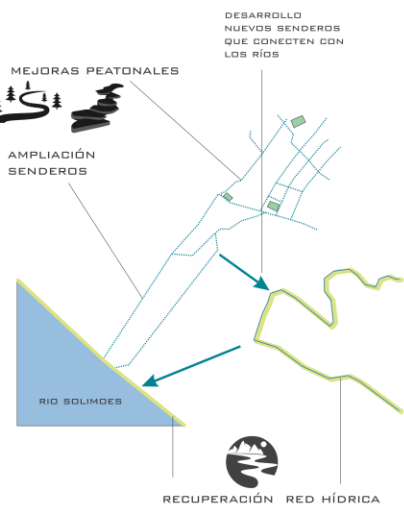 DESARROLLO
NUEVOS SENDEROS
QUE CONECTEN CON
LOS RÍOS
MEJORAS PEATONALES
AMPLIACIÓN
SENDEROS
RIO SOLIMOES
RECUPERACIÓN RED HÍDRICA